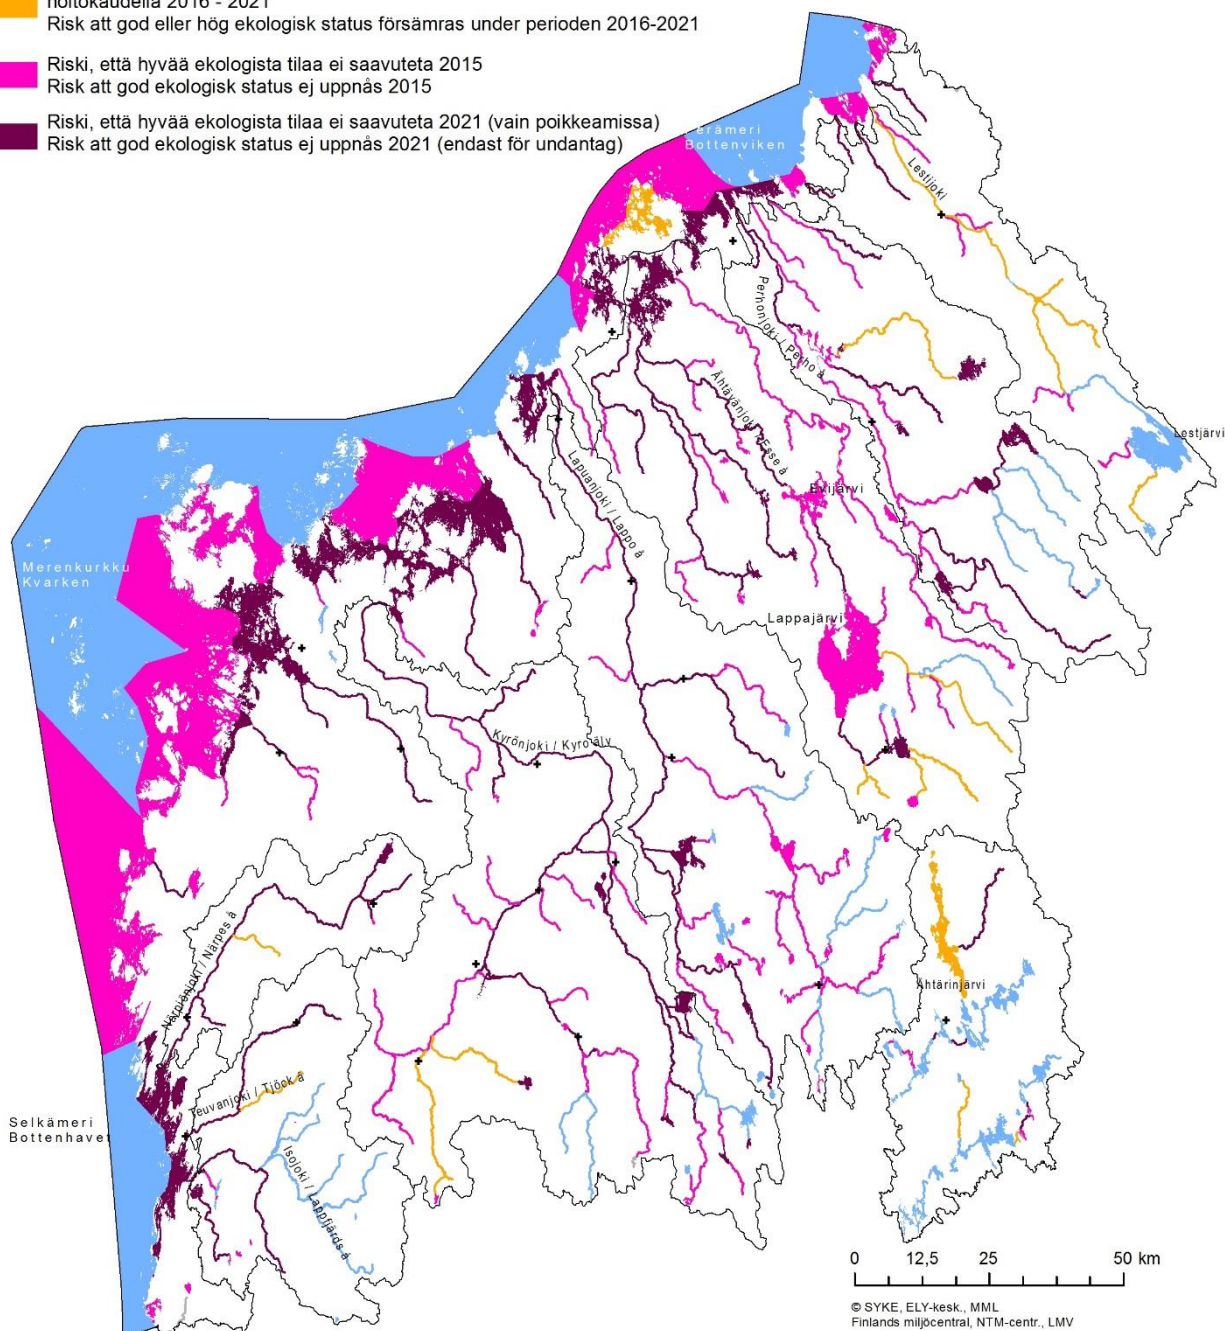 hoitokaudella 2016 - 2021
Risk att god eller hög ekologisk status försämras under perioden 2016-2021
Riski, että hyvää ekologista tilaa ei saavuteta 2015
Risk att god ekologisk status ej uppnås 2015
Riski, että hyvää ekologista tilaa ei saavuteta 2021 (vain poikkeamissa)
Risk att god ekologisk status ej uppnås 2021 (endast för undantag)
Perämeri
Bottenviken
Lestijoki
Perhonjoki / Perho å
Ähtävänjoki / Esse å
Lestjärvi
Lapuanjoki / Lappo å
Evijärvi
Merenkurkku
Kvarken
Lappajärvi
Kyrönjoki / Kyro älv
Närpiönjoki / Närpes å
Ähtärinjärvi
Teuvanjoki / Tjöck å
Selkämeri
Bottenhavet
Isojoki / Lappfjärds å
0 12,5 25 50 km
© SYKE, ELY-kesk., MML
Finlands miljöcentral, NTM-centr., LMV